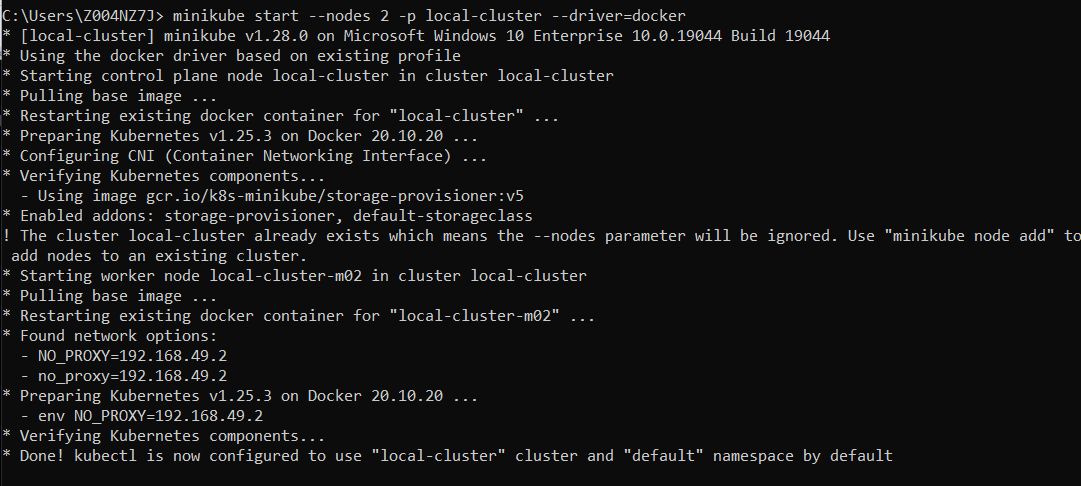 C:\Users\Z004NZ7J> minikube start --nodes 2 -p local-cluster --driver=docker
* [local-cluster] minikube v1.28.0 on Microsoft Windows 10 Enterprise 10.0.19044 Build 19044
* Using the docker driver based on existing profile
* Starting control plane node local-cluster in cluster local-cluster
* Pulling base image ...
* Restarting existing docker container for "local-cluster" ...
* Preparing Kubernetes v1.25.3 on Docker 20.10.20 ...
* Configuring CNI (Container Networking Interface) ...
* Verifying Kubernetes components...
  - Using image gcr.io/k8s-minikube/storage-provisioner:v5
* Enabled addons: storage-provisioner, default-storageclass
! The cluster local-cluster already exists which means the --nodes parameter will be ignored. Use "minikube node add" to
 add nodes to an existing cluster.
* Starting worker node local-cluster-m02 in cluster local-cluster
* Pulling base image ...
* Restarting existing docker container for "local-cluster-m02" ...
* Found network options:
  - NO_PROXY=192.168.49.2
  - no_proxy=192.168.49.2
* Preparing Kubernetes v1.25.3 on Docker 20.10.20 ...
  - env NO_PROXY=192.168.49.2
* Verifying Kubernetes components...
* Done! kubectl is now configured to use "local-cluster" cluster and "default" namespace by default